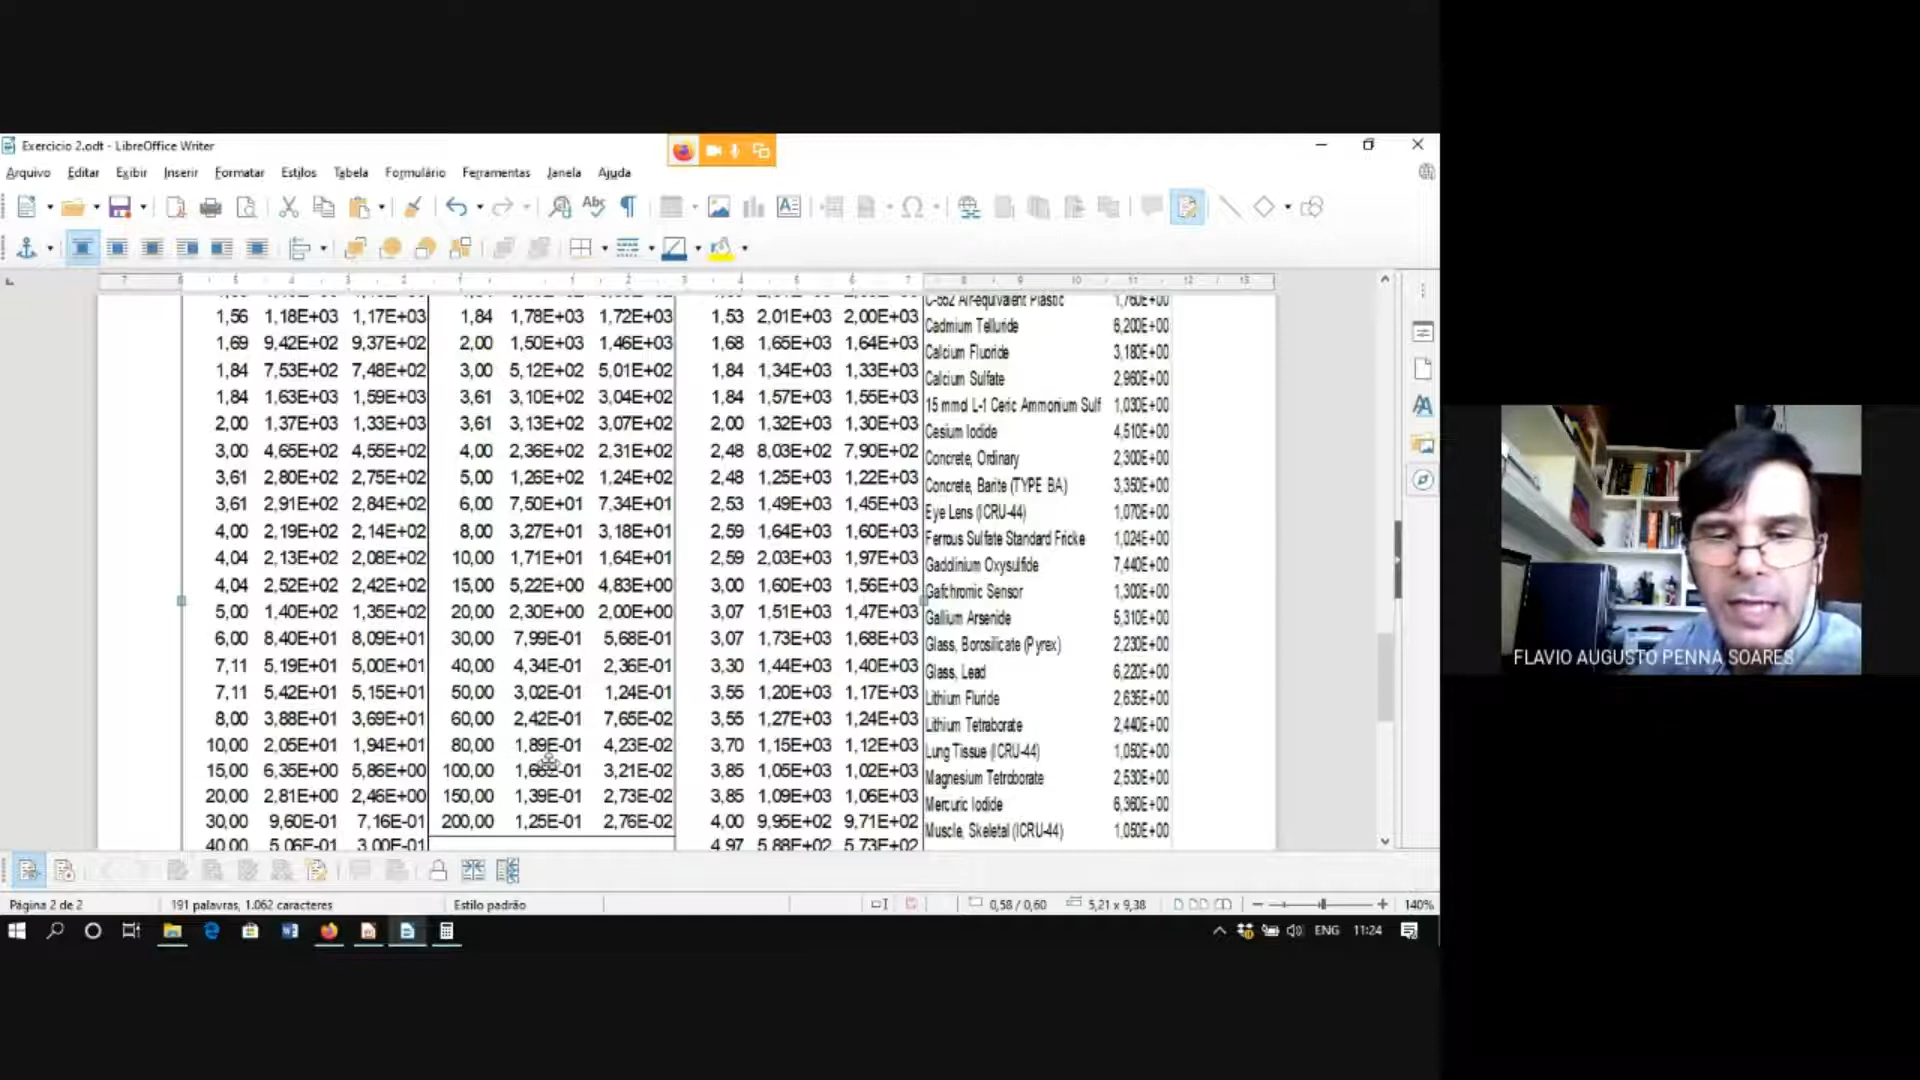 Exercicio 2.odt - LibreOffice Writer
Arquivo Editar Exibir Inserir Formatar Estilos Tabela Formulário Ferramentas Janela Ajuda
C-552 Air-equivalent Plastic 1,760E+00
1,56 1,18E+03 1,17E+03 1,84 1,78E+03 1,72E+03 1,53 2,01E+03 2,00E+03
Cadmium Telluride 6,200E+00
1,69 9,42E+02 9,37E+02 2,00 1,50E+03 1,46E+03 1,68 1,65E+03 1,64E+03
Calcium Fluoride 3,180E+00
1,84 7,53E+02 7,48E+02 3,00 5,12E+02 5,01E+02 1,84 1,34E+03 1,33E+03
Calcium Sulfate 2,960E+00
1,84 1,63E+03 1,59E+03 3,61 3,10E+02 3,04E+02 1,84 1,57E+03 1,55E+03
15 mmol L-1 Ceric Ammonium Sulf 1,030E+00
2,00 1,37E+03 1,33E+03 3,61 3,13E+02 3,07E+02 2,00 1,32E+03 1,30E+03
Cesium Iodide 4,510E+00
3,00 4,65E+02 4,55E+02 4,00 2,36E+02 2,31E+02 2,48 8,03E+02 7,90E+02
Concrete, Ordinary 2,300E+00
3,61 2,80E+02 2,75E+02 5,00 1,26E+02 1,24E+02 2,48 1,25E+03 1,22E+03
Concrete, Barite (TYPE BA) 3,350E+00
3,61 2,91E+02 2,84E+02 6,00 7,50E+01 7,34E+01 2,53 1,49E+03 1,45E+03
Eye Lens (ICRU-44) 1,070E+00
4,00 2,19E+02 2,14E+02 8,00 3,27E+01 3,18E+01 2,59 1,64E+03 1,60E+03
Ferrous Sulfate Standard Fricke 1,024E+00
4,04 2,13E+02 2,08E+02 10,00 1,71E+01 1,64E+01 2,59 2,03E+03 1,97E+03
Gadolinium Oxysulfide 7,440E+00
4,04 2,52E+02 2,42E+02 15,00 5,22E+00 4,83E+00 3,00 1,60E+03 1,56E+03
Gafchromic Sensor 1,300E+00
5,00 1,40E+02 1,35E+02 20,00 2,30E+00 2,00E+00 3,07 1,51E+03 1,47E+03
Gallium Arsenide 5,310E+00
6,00 8,40E+01 8,09E+01 30,00 7,99E-01 5,68E-01 3,07 1,73E+03 1,68E+03
Glass, Borosilicate (Pyrex) 2,230E+00
7,11 5,19E+01 5,00E+01 40,00 4,34E-01 2,36E-01 3,30 1,44E+03 1,40E+03
Glass, Lead 6,220E+00
7,11 5,42E+01 5,15E+01 50,00 3,02E-01 1,24E-01 3,55 1,20E+03 1,17E+03
Lithium Fluride 2,635E+00
8,00 3,88E+01 3,69E+01 60,00 2,42E-01 7,65E-02 3,55 1,27E+03 1,24E+03
Lithium Tetraborate 2,440E+00
10,00 2,05E+01 1,94E+01 80,00 1,89E-01 4,23E-02 3,70 1,15E+03 1,12E+03
Lung Tissue (ICRU-44) 1,050E+00
15,00 6,35E+00 5,86E+00 100,00 3,21E-02 3,85 1,05E+03 1,02E+03
Magnesium Tetroborate 2,530E+00
20,00 2,81E+00 2,46E+00 150,00 1,39E-01 2,73E-02 3,85 1,09E+03 1,06E+03
Mercuric Iodide 6,360E+00
30,00 9,60E-01 7,16E-01 200,00 1,25E-01 2,76E-02 4,00 9,95E+02 9,71E+02
Muscle, Skeletal (ICRU-44) 1,050E+00
40,00 5,06E-01 3,00E-01 4,97 5,88E+02 5,73E+02
Página 2 de 2 191 palavras, 1.062 caracteres Estilo padrão 0,58 / 0,60 5,21 x 9,38 140%
ENG 11:24
FLAVIO AUGUSTO PENNA SOARES